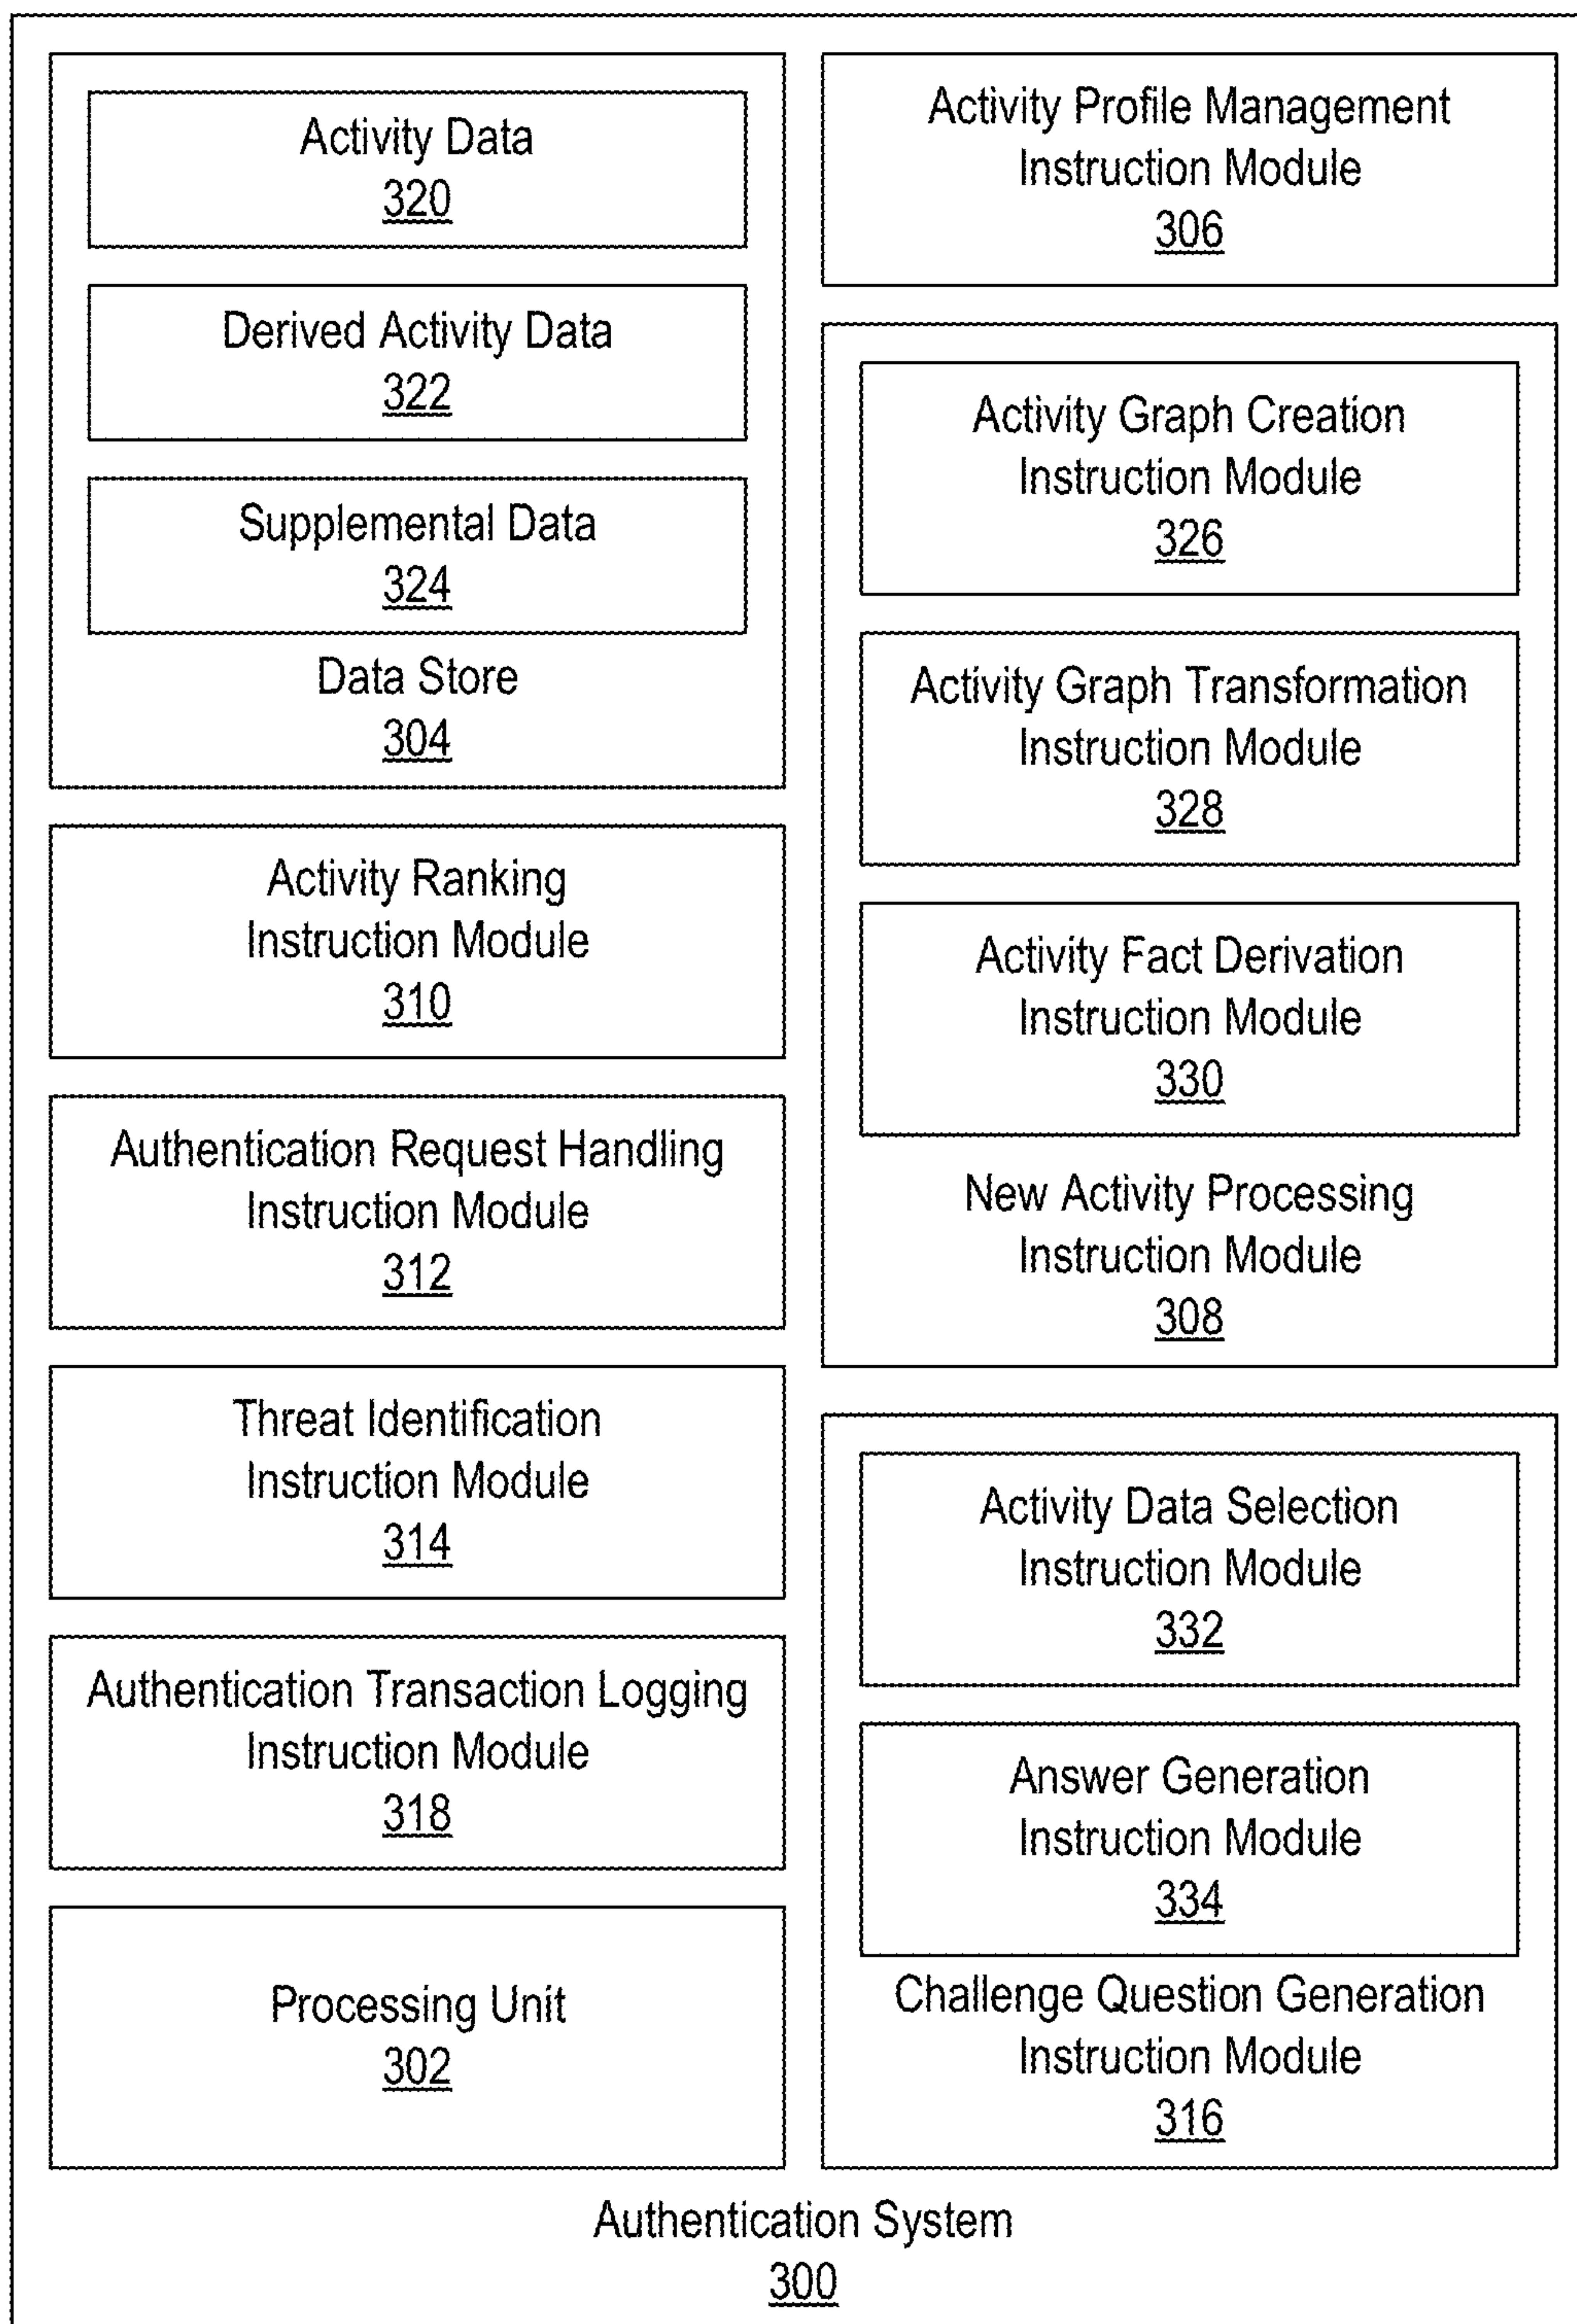 Activity Data
320
Derived Activity Data
322
Supplemental Data
324
Data Store
304
Activity Ranking
Instruction Module
310
Authentication Request Handling
Instruction Module
312
Threat Identification
Instruction Module
314
Authentication Transaction Logging
Instruction Module
318
Processing Unit
302
Activity Profile Management
Instruction Module
306
Activity Graph Creation
Instruction Module
326
Activity Graph Transformation
Instruction Module
328
Activity Fact Derivation
Instruction Module
330
New Activity Processing
Instruction Module
308
Activity Data Selection
Instruction Module
332
Answer Generation
Instruction Module
334
Challenge Question Generation
Instruction Module
316
Authentication System
300